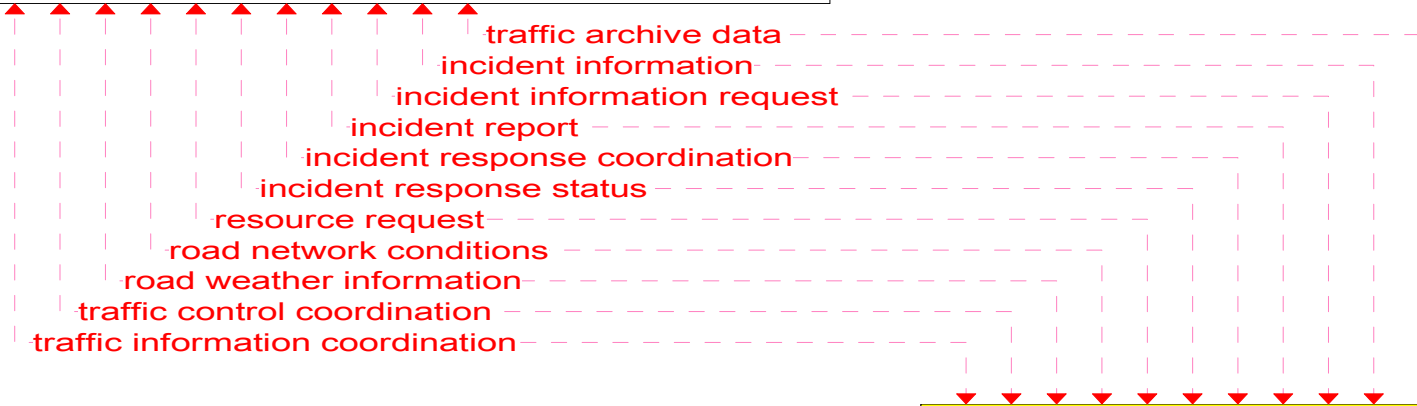 traffic archive data
incident information
incident information request
incident report
incident response coordination
incident response status
resource request
road network conditions
road weather information
traffic control coordination
traffic information coordination